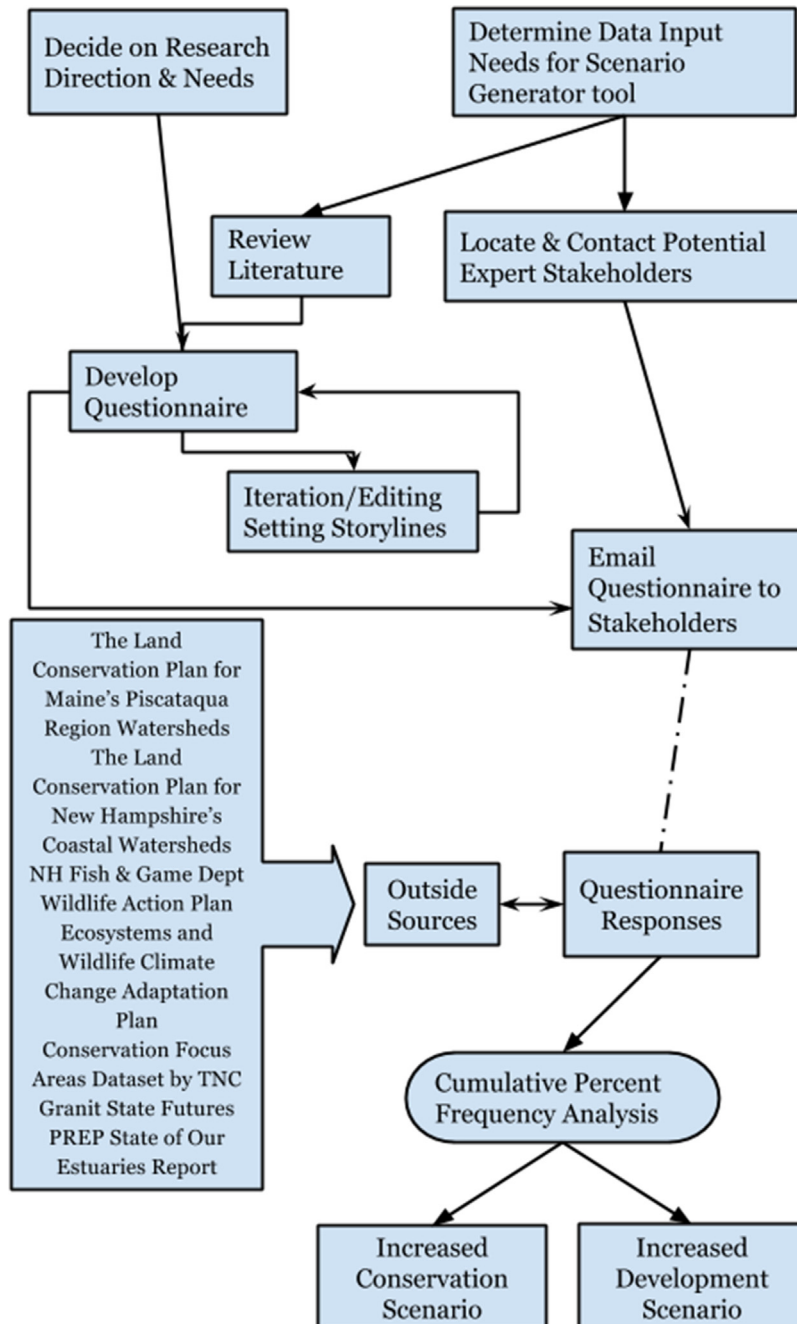 Decide on Research
Direction & Needs
Determine Data Input
Needs for Scenario
Generator tool
Review
Literature
Locate & Contact Potential
Expert Stakeholders
Develop
Questionnaire
Iteration/Editing
Setting Storylines
Email
Questionnaire to
Stakeholders
The Land
Conservation Plan for
Maine's Piscataqua
Region Watersheds
The Land
Conservation Plan for
New Hampshire's
Coastal Watersheds
NH Fish & Game Dept
Wildlife Action Plan
Ecosystems and
Wildlife Climate
Change Adaptation
Plan
Conservation Focus
Areas Dataset by TNC
Granit State Futures
PREP State of Our
Estuaries Report
Outside
Sources
Questionnaire
Responses
Cumulative Percent
Frequency Analysis
Increased
Conservation
Scenario
Increased
Development
Scenario